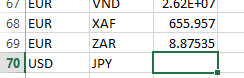 67 EUR VND 2.62E+07
68 EUR XAF 655.957
69 EUR ZAR 8.87535
70 USD JPY